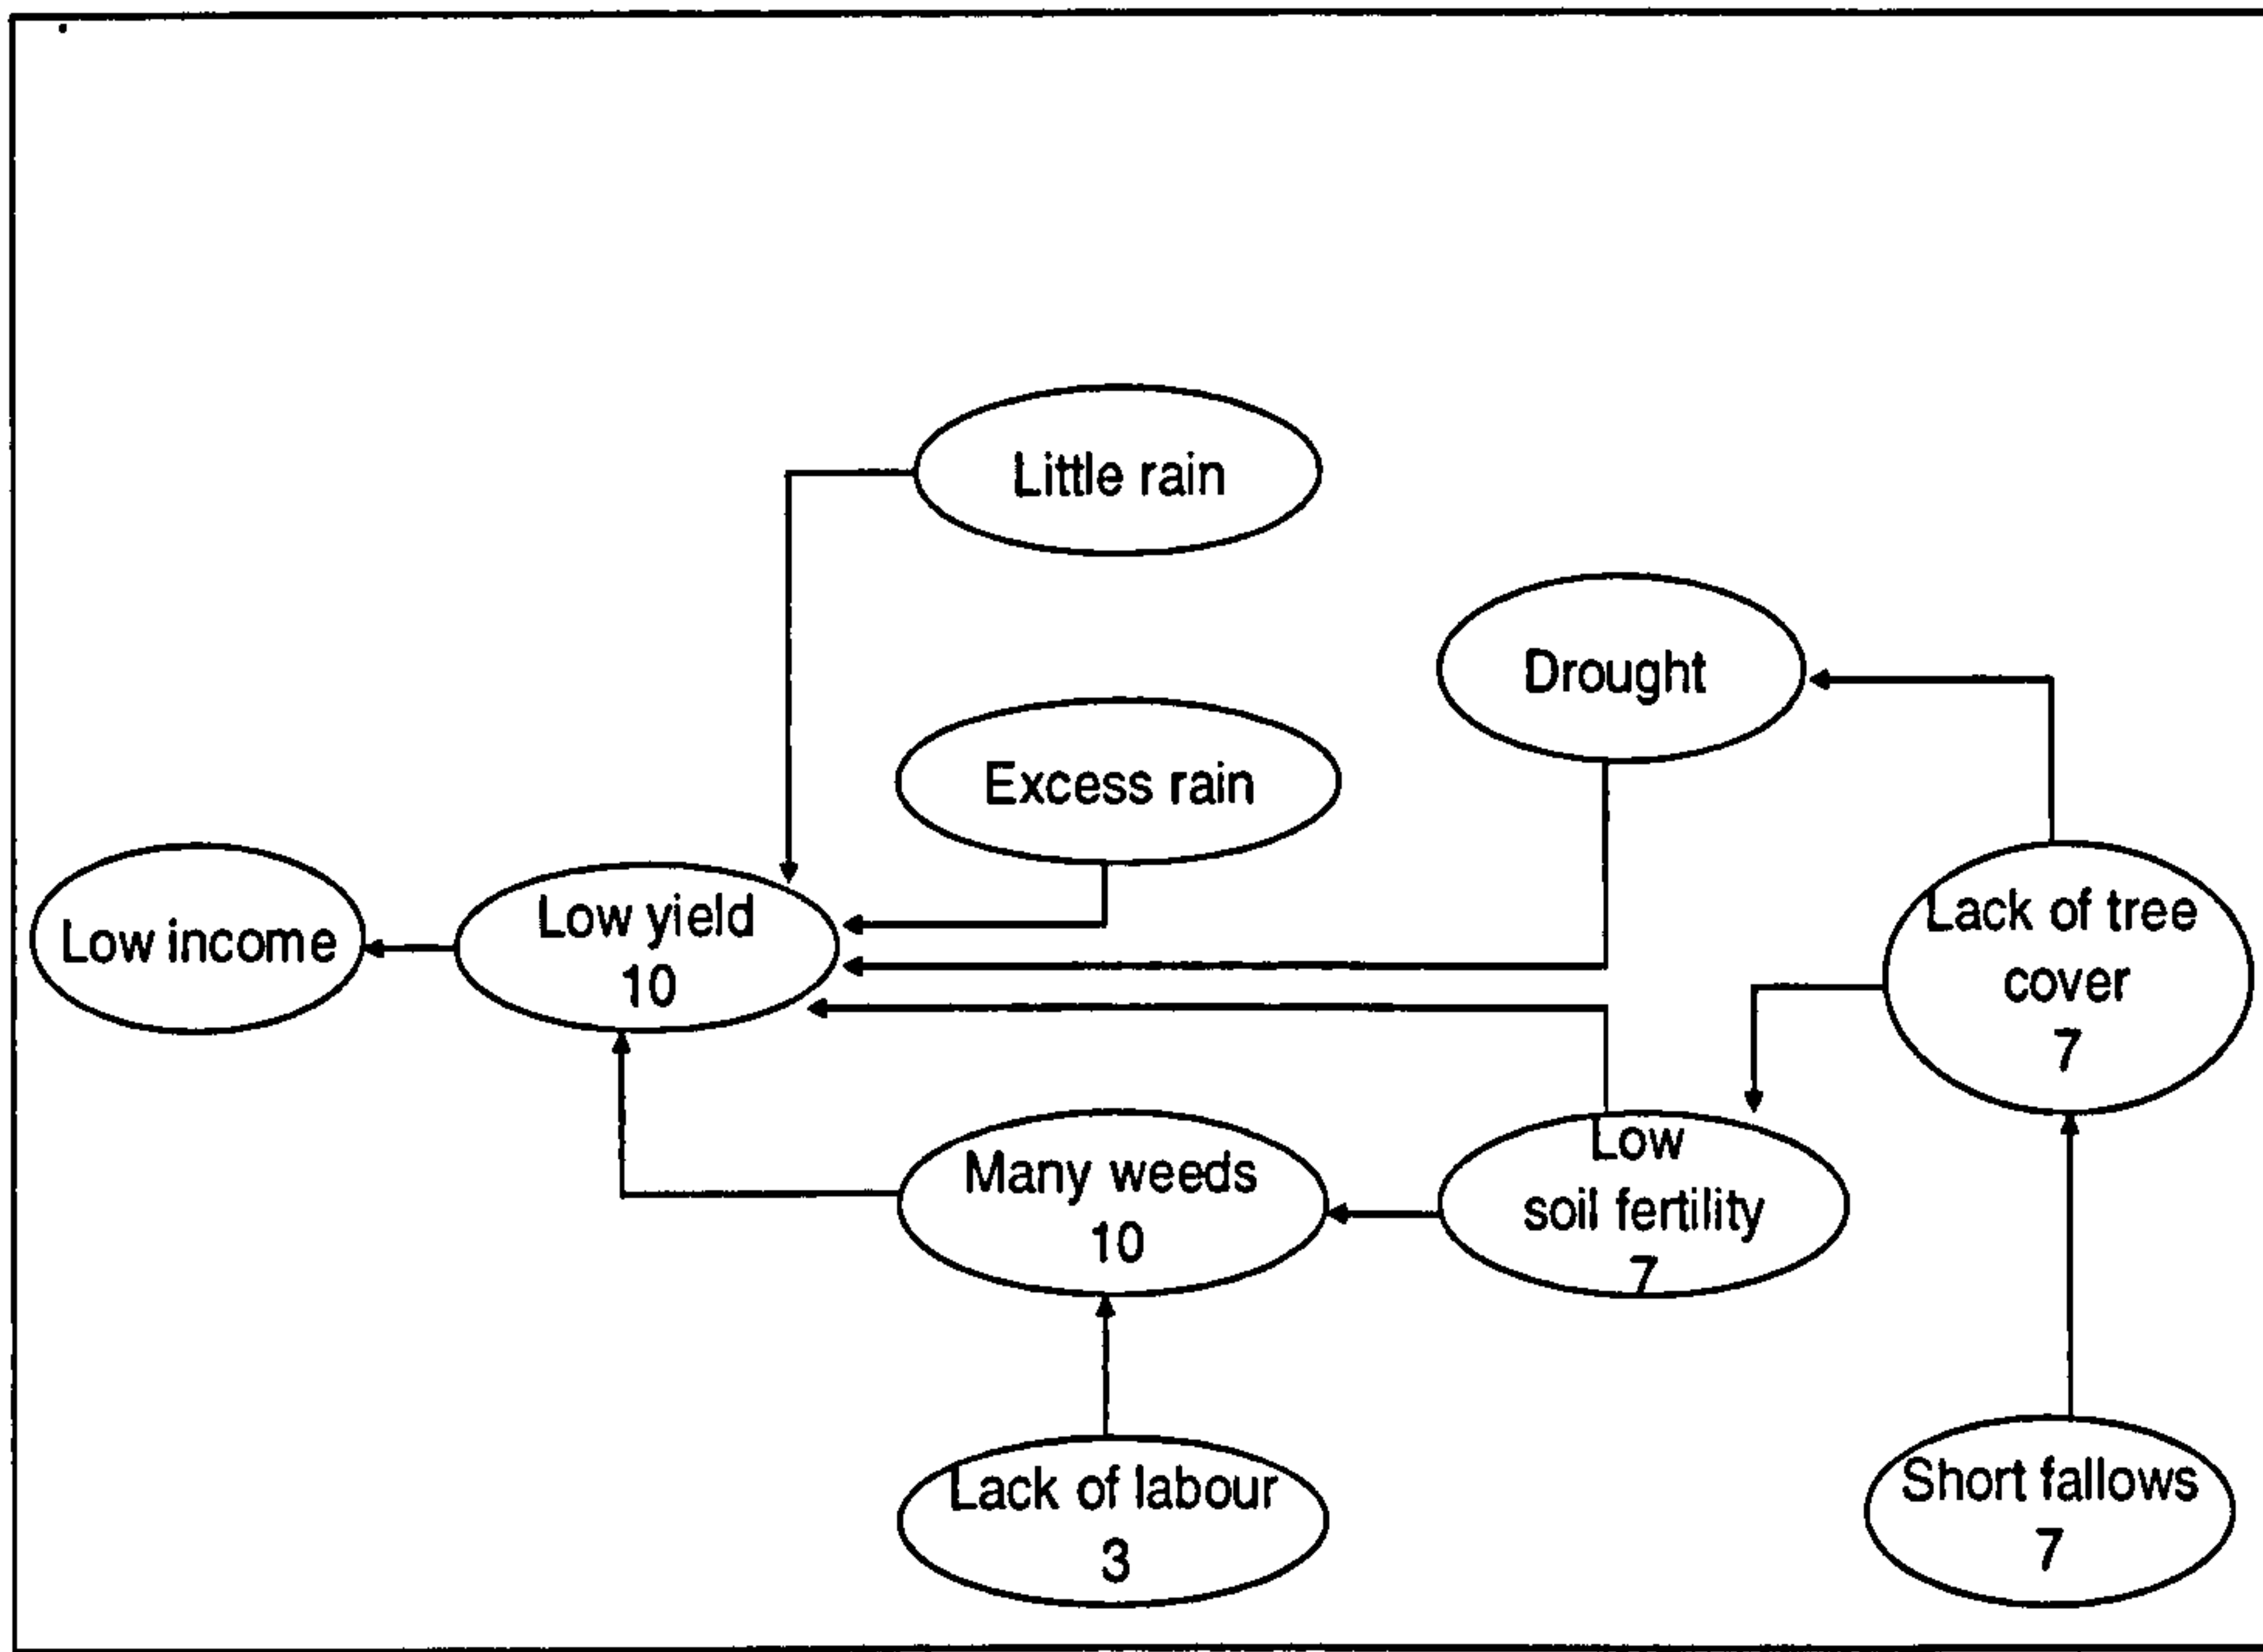 Little rain
Drought
Excess rain
Low income
Low yield
10
Lack of tree
cover
7
Many weeds
10
Low
soil fertility
7
Lack of labour
3
Short fallows
7